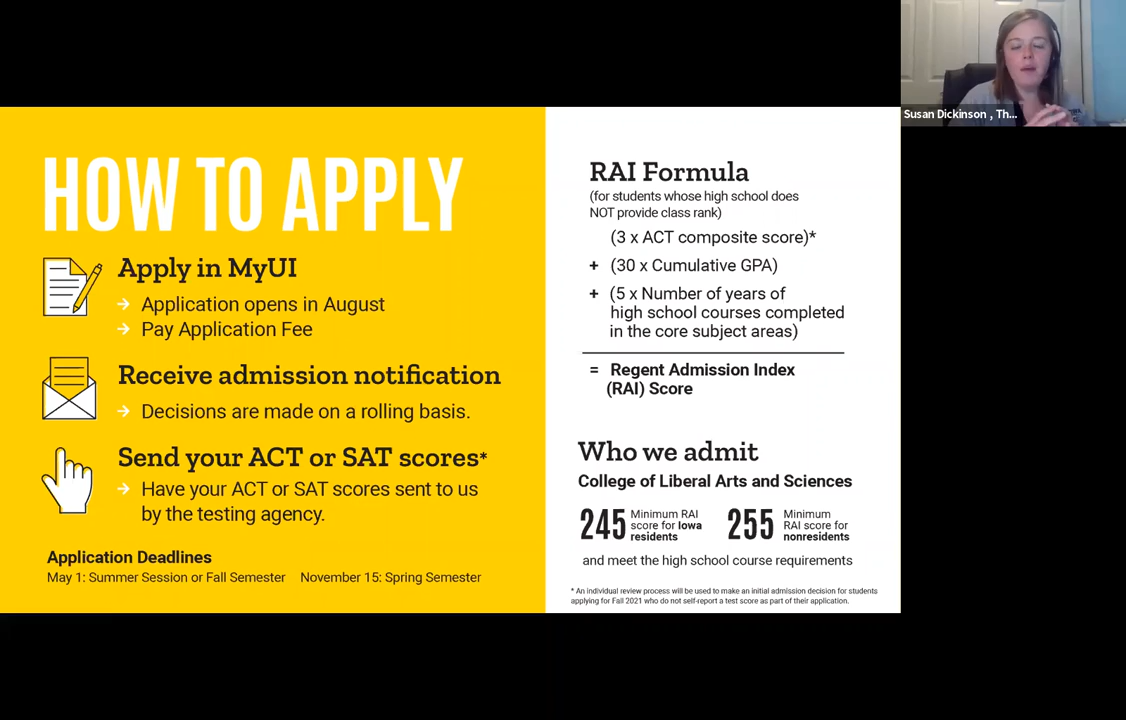 HOW TO APPLY
Apply in MyUI
→ Application opens in August
→ Pay Application Fee
Receive admission notification
→ Decisions are made on a rolling basis.
Send your ACT or SAT scores*
→ Have your ACT or SAT scores sent to us
by the testing agency.
Application Deadlines
May 1: Summer Session or Fall Semester November 15: Spring Semester
RAI Formula
(for students whose high school does
NOT provide class rank)
(3 x ACT composite score)*
+ (30 x Cumulative GPA)
+ (5 x Number of years of
high school courses completed
in the core subject areas)
= Regent Admission Index
(RAI) Score
Who we admit
College of Liberal Arts and Sciences
245 Minimum RAI
score for Iowa
residents
255 Minimum
RAI score for
nonresidents
and meet the high school course requirements
* An individual review process will be used to make an initial admission decision for students
applying for Fall 2021 who do not self-report a test score as part of their application.
Susan Dickinson , Th...